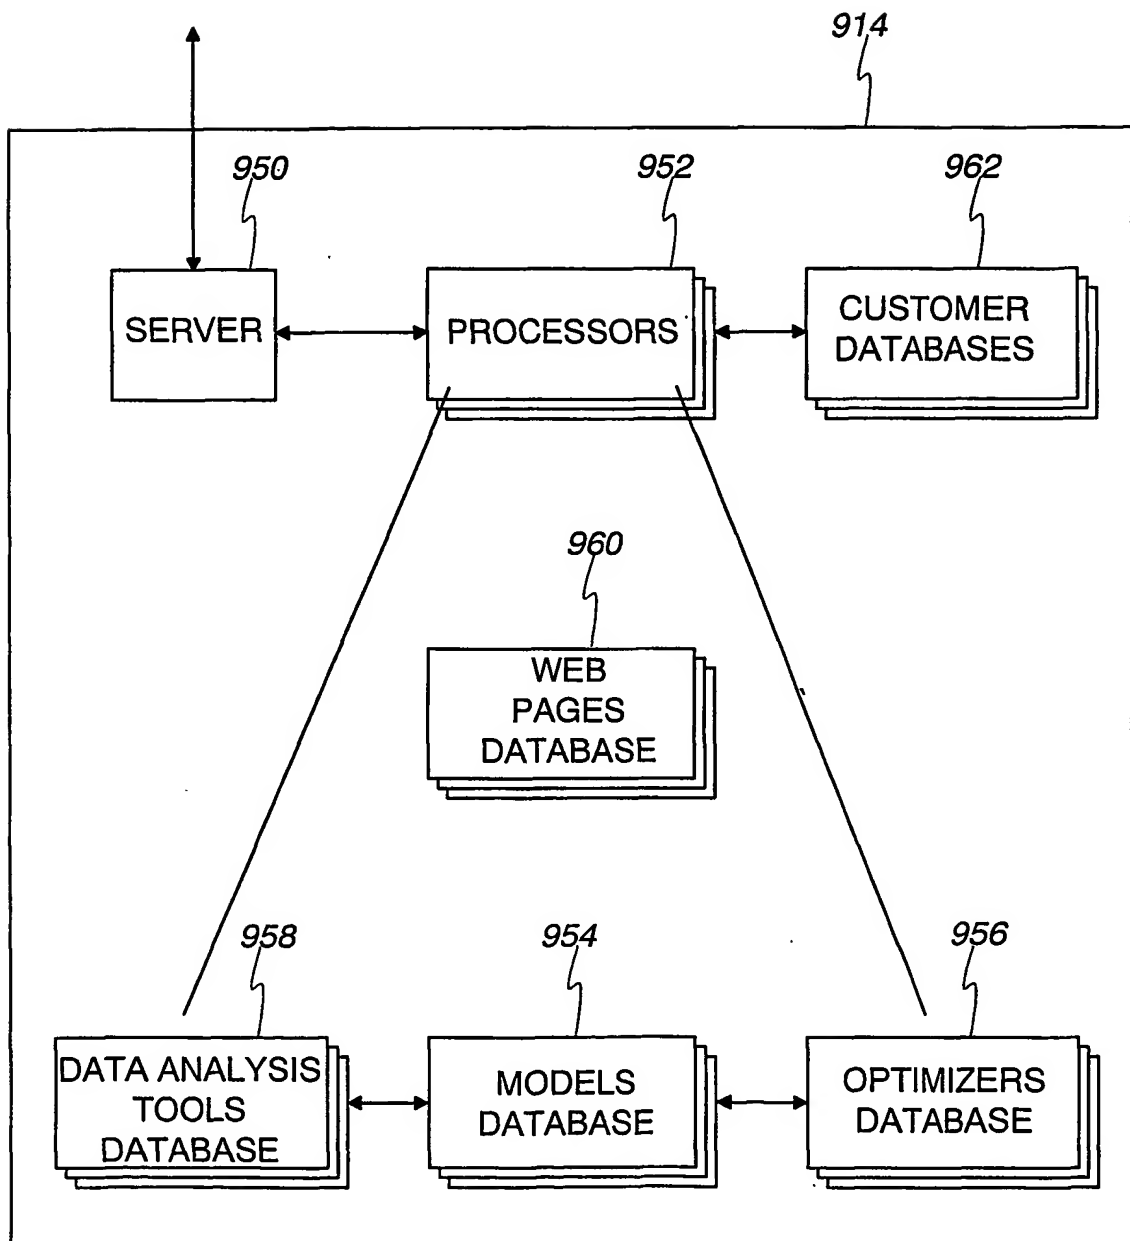 914
950
952
962
SERVER
PROCESSORS
CUSTOMER
DATABASES
960
WEB
PAGES
DATABASE
958
954
956
DATA ANALYSIS
TOOLS
DATABASE
MODELS
DATABASE
OPTIMIZERS
DATABASE